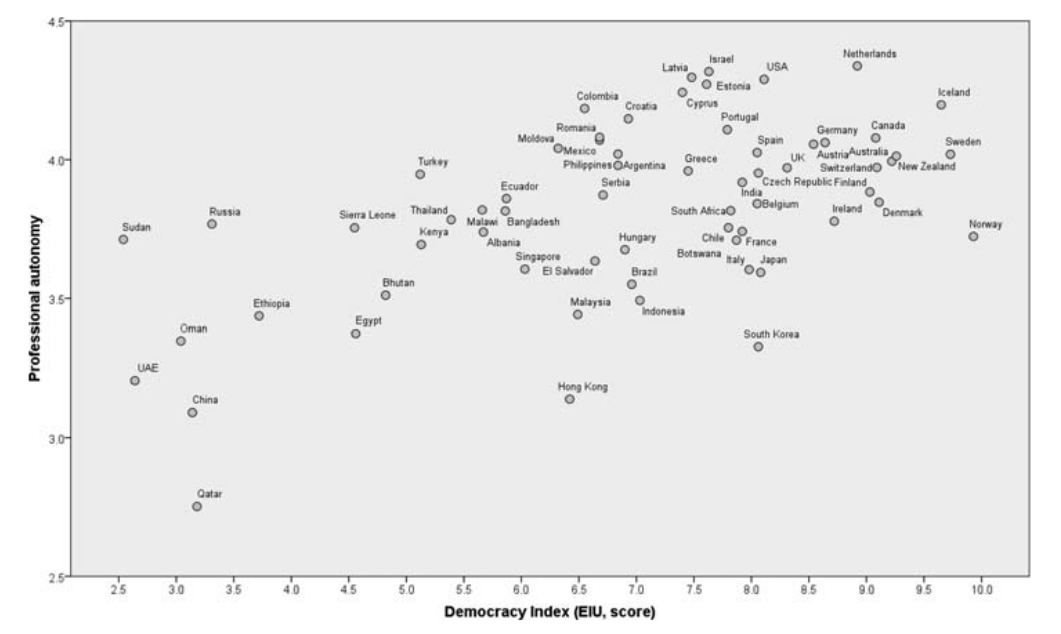 4.5
Netherlands
Israel
Latvia
USA
Estonia
Iceland
Colombia
Cyprus
Croatia
Portugal
Romania
Germany
Canada
Moldova
Mexico
Spain
Sweden
4.0
Philippines
Argentina
Greece
UK
Austria
Australia
Switzerland
New Zealand
Turkey
Serbia
Czech Republic
Finland
Ecuador
India
Belgium
Sudan
Russia
Sierra Leone
Thailand
Malawi
Bangladesh
South Africa
Ireland
Denmark
Kenya
Albania
Hungary
Chile
France
Norway
Singapore
El Salvador
Botswana
Italy
Japan
Bhutan
Brazil
3.5
Ethiopia
Malaysia
Indonesia
Oman
Egypt
South Korea
UAE
China
Hong Kong
3.0
Qatar
2.5
Professional autonomy
2.5 3.0 3.5 4.0 4.5 5.0 5.5 6.0 6.5 7.0 7.5 8.0 8.5 9.0 9.5 10.0
Democracy Index (EIU, score)